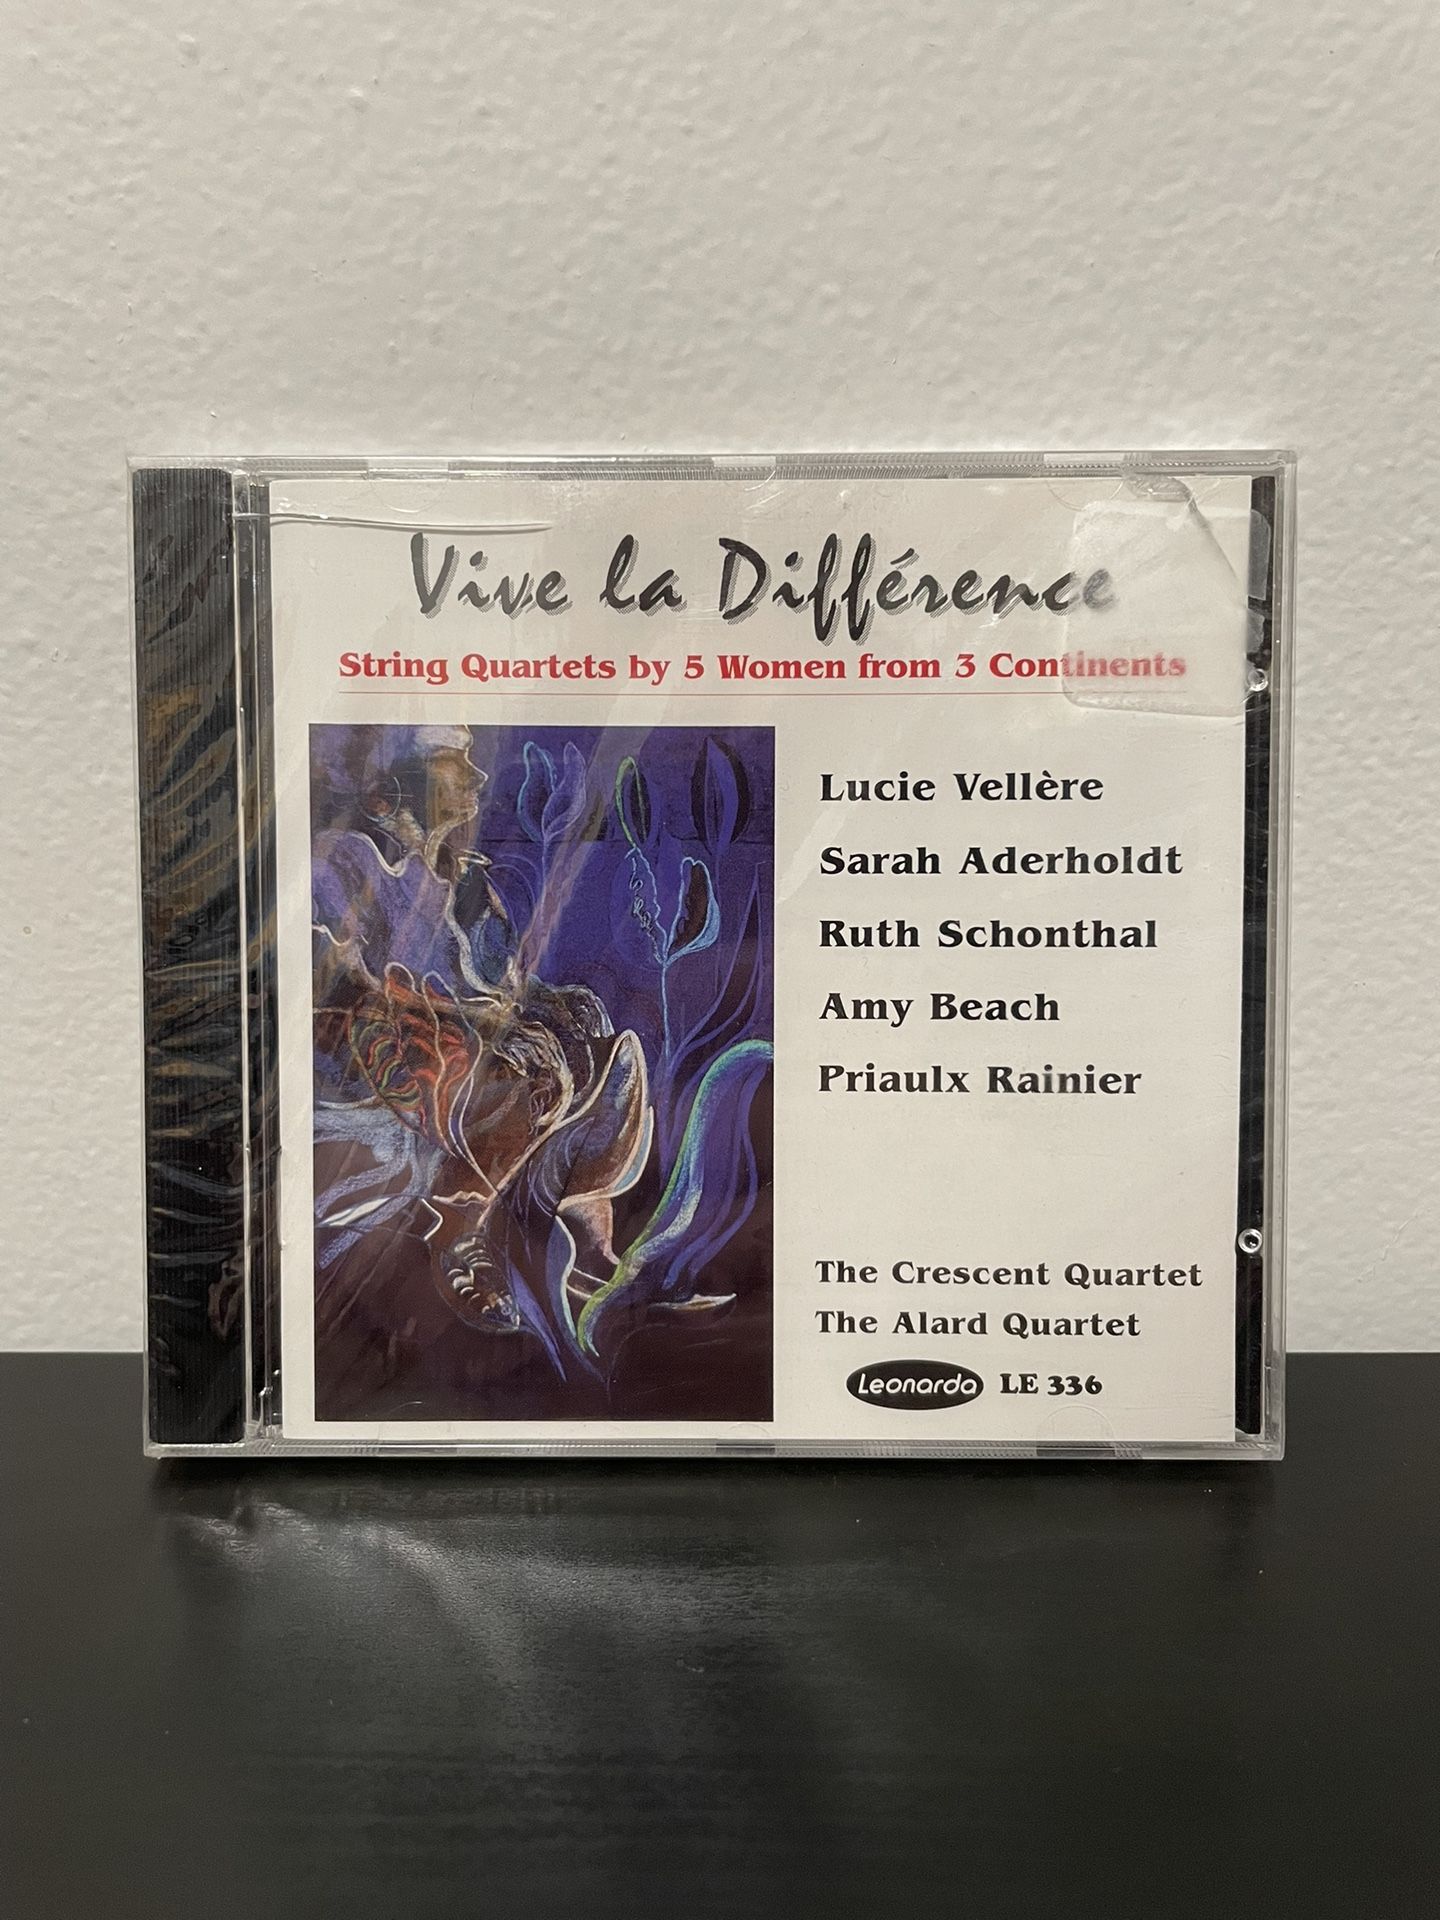 Vive la Différence
String Quartets by 5 Women from 3 Continents
Lucie Vellère
Sarah Aderholdt
Ruth Schonthal
Amy Beach
Priaulx Rainier
The Crescent Quartet
The Alard Quartet
Leonarda LE 336